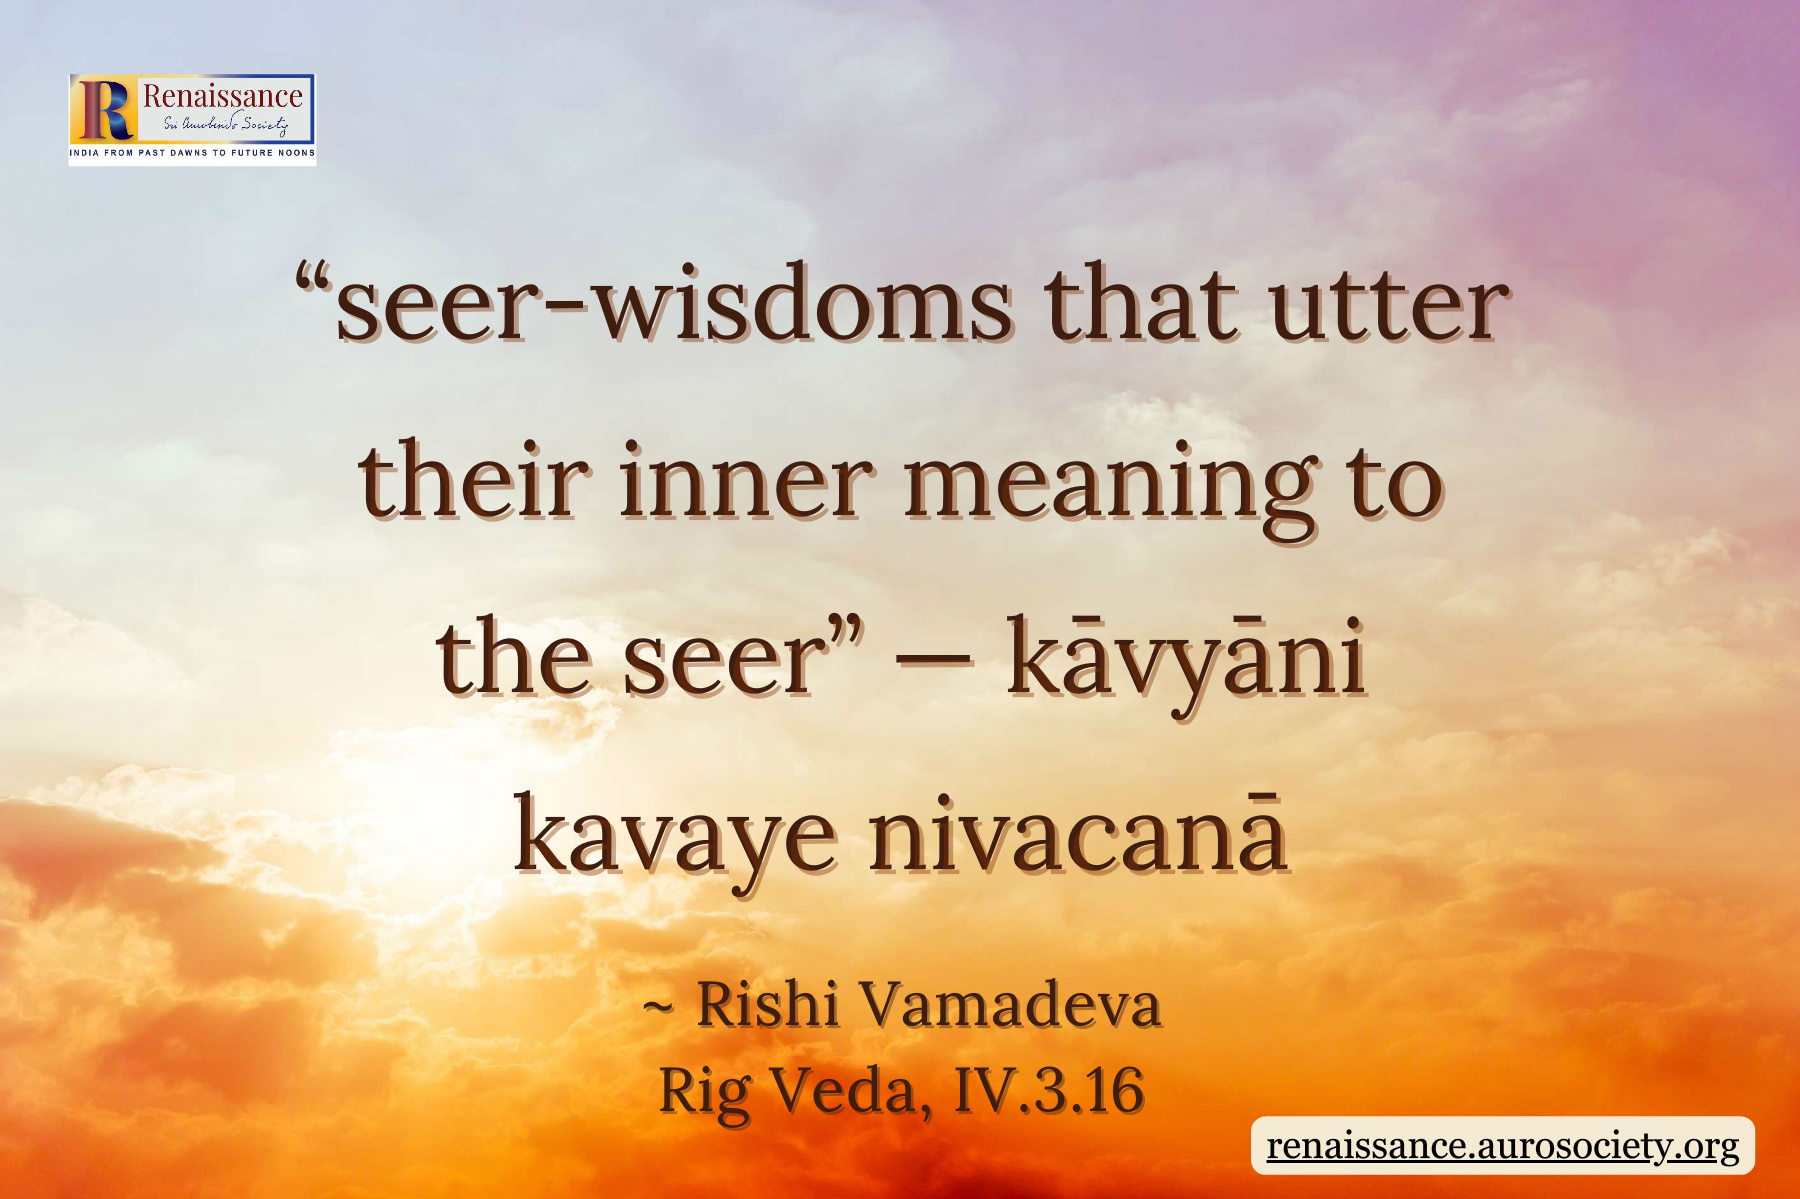 R Renaissance
Sri Aurobindo Society
INDIA FROM PAST DAWNS TO FUTURE NOONS
“seer-wisdoms that utter
their inner meaning to
the seer” — kāvyāni
kavaye nivacanā
~ Rishi Vamadeva
Rig Veda, IV.3.16
renaissance.aurosociety.org